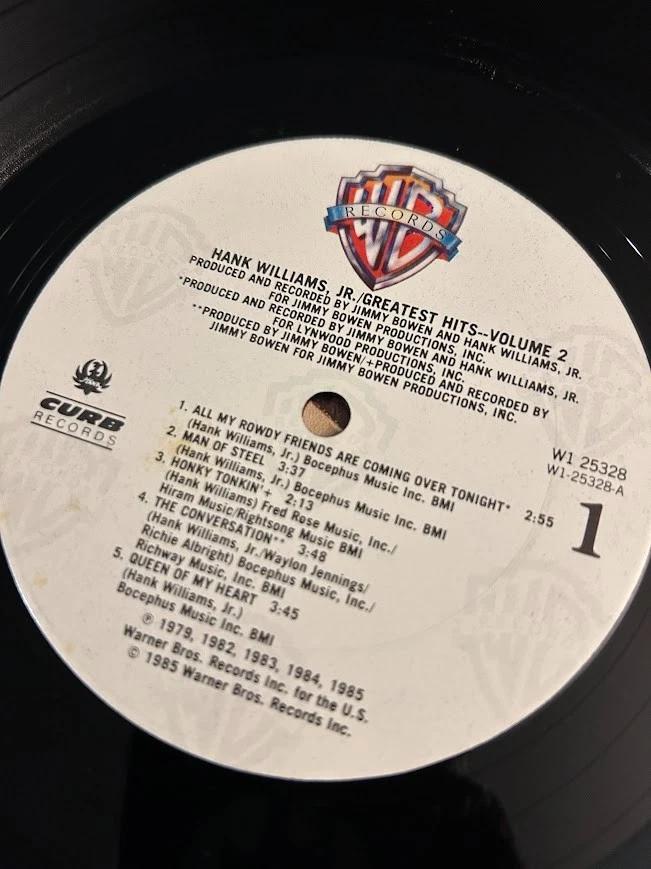 WB
RECORDS
HANK WILLIAMS, JR./GREATEST HITS--VOLUME 2
PRODUCED AND RECORDED BY JIMMY BOWEN AND HANK WILLIAMS, JR.
FOR JIMMY BOWEN PRODUCTIONS, INC.
*PRODUCED AND RECORDED BY JIMMY BOWEN AND HANK WILLIAMS, JR.
FOR LYNWOOD PRODUCTIONS, INC.
**PRODUCED BY JIMMY BOWEN/+PRODUCED AND RECORDED BY
JIMMY BOWEN FOR JIMMY BOWEN PRODUCTIONS, INC.
CURB
RECORDS
W1 25328
W1-25328-A
1
1. ALL MY ROWDY FRIENDS ARE COMING OVER TONIGHT* 2:55
(Hank Williams, Jr.) Bocephus Music Inc. BMI
2. MAN OF STEEL 3:37
(Hank Williams, Jr.) Bocephus Music Inc. BMI
3. HONKY TONKIN'+ 2:13
(Hank Williams) Fred Rose Music, Inc./
Hiram Music/Rightsong Music BMI
4. THE CONVERSATION** 3:48
(Hank Williams, Jr./Waylon Jennings/
Richie Albright) Bocephus Music, Inc./
Richway Music, Inc. BMI
5. QUEEN OF MY HEART 3:45
(Hank Williams, Jr.)
Bocephus Music Inc. BMI
℗ 1979, 1982, 1983, 1984, 1985
Warner Bros. Records Inc. for the U.S.
© 1985 Warner Bros. Records Inc.